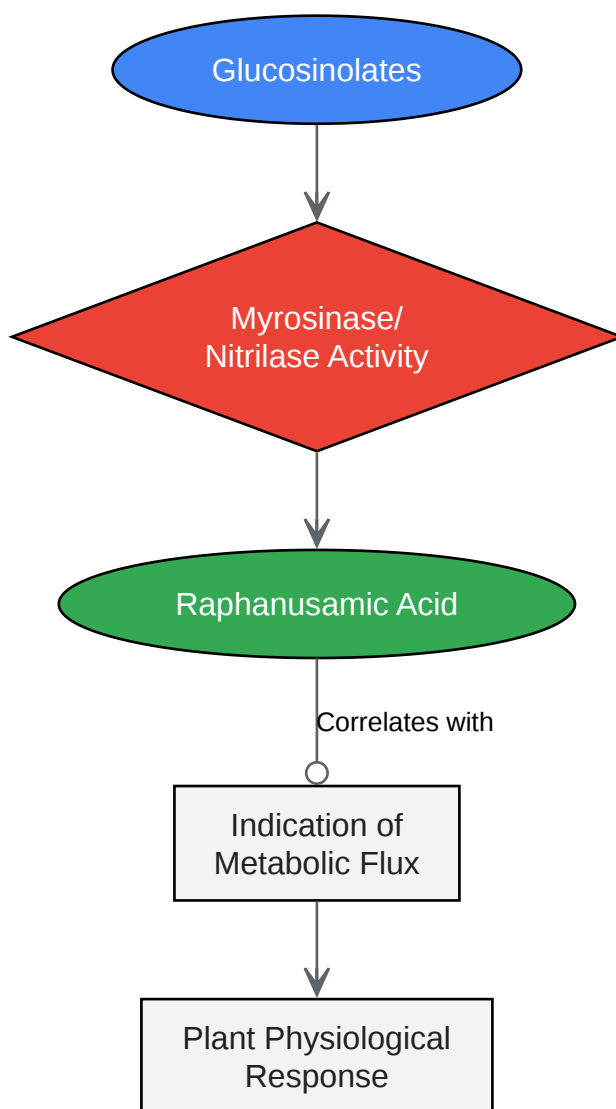 Glucosinolates
Myrosinase/
Nitrilase Activity
Raphanusamic Acid
Correlates with
Indication of
Metabolic Flux
Plant Physiological
Response